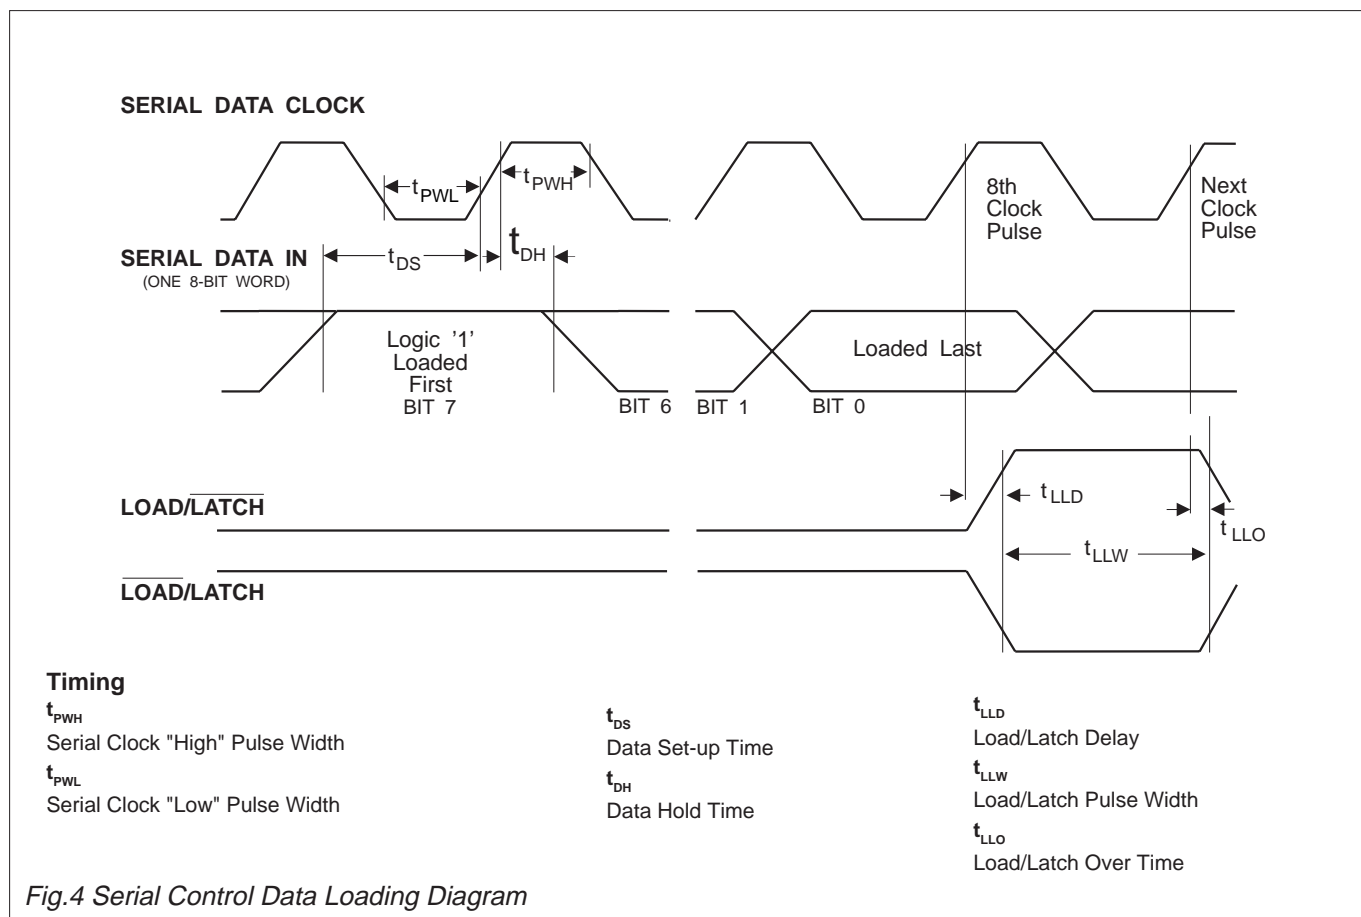 SERIAL DATA CLOCK
tPWL
tPWH
8th
Clock
Pulse
Next
Clock
Pulse
SERIAL DATA IN
(ONE 8-BIT WORD)
tDS
tDH
Logic '1'
Loaded
First
BIT 7
BIT 6
BIT 1
BIT 0
Loaded Last
LOAD/LATCH
tLLD
tLLO
tLLW
LOAD/LATCH
Timing
tPWH
Serial Clock "High" Pulse Width
tPWL
Serial Clock "Low" Pulse Width
tDS
Data Set-up Time
tDH
Data Hold Time
tLLD
Load/Latch Delay
tLLW
Load/Latch Pulse Width
tLLO
Load/Latch Over Time
Fig.4 Serial Control Data Loading Diagram